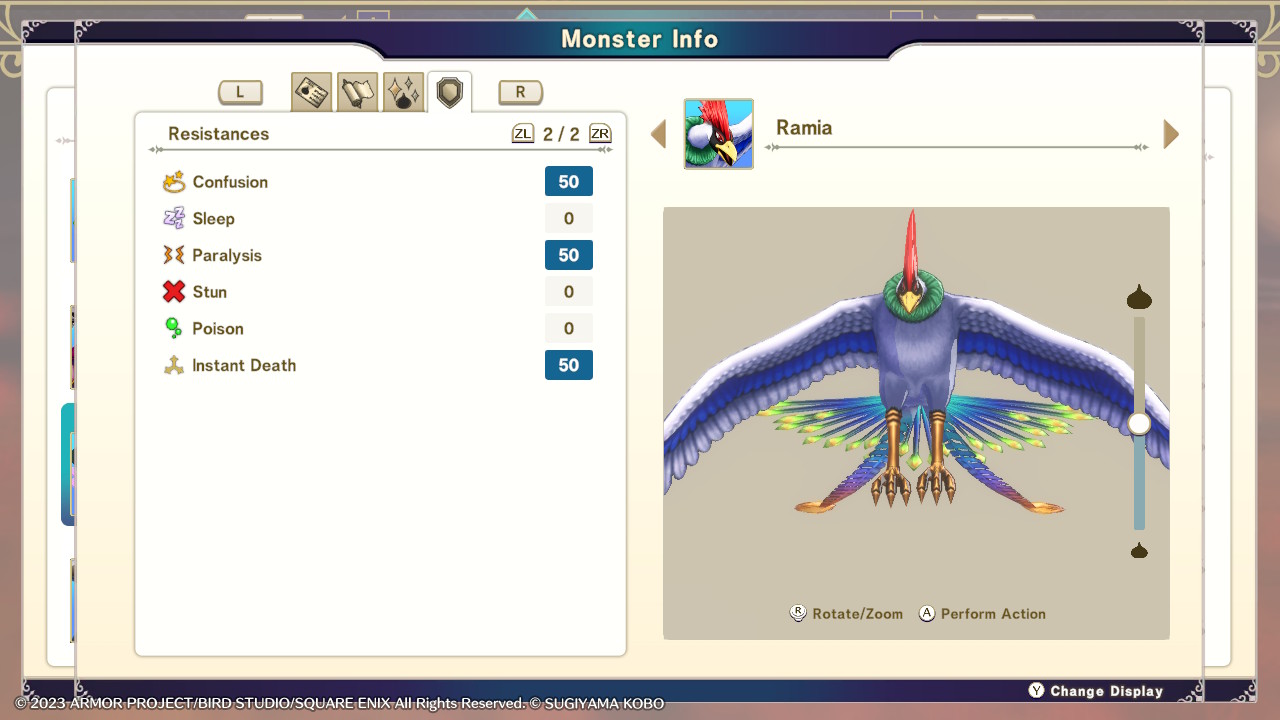 Monster Info
L
R
Resistances ZL 2 / 2 ZR
Confusion 50
Sleep 0
Paralysis 50
Stun 0
Poison 0
Instant Death 50
Ramia
R Rotate/Zoom A Perform Action
Y Change Display
© 2023 ARMOR PROJECT/BIRD STUDIO/SQUARE ENIX All Rights Reserved. © SUGIYAMA KOBO